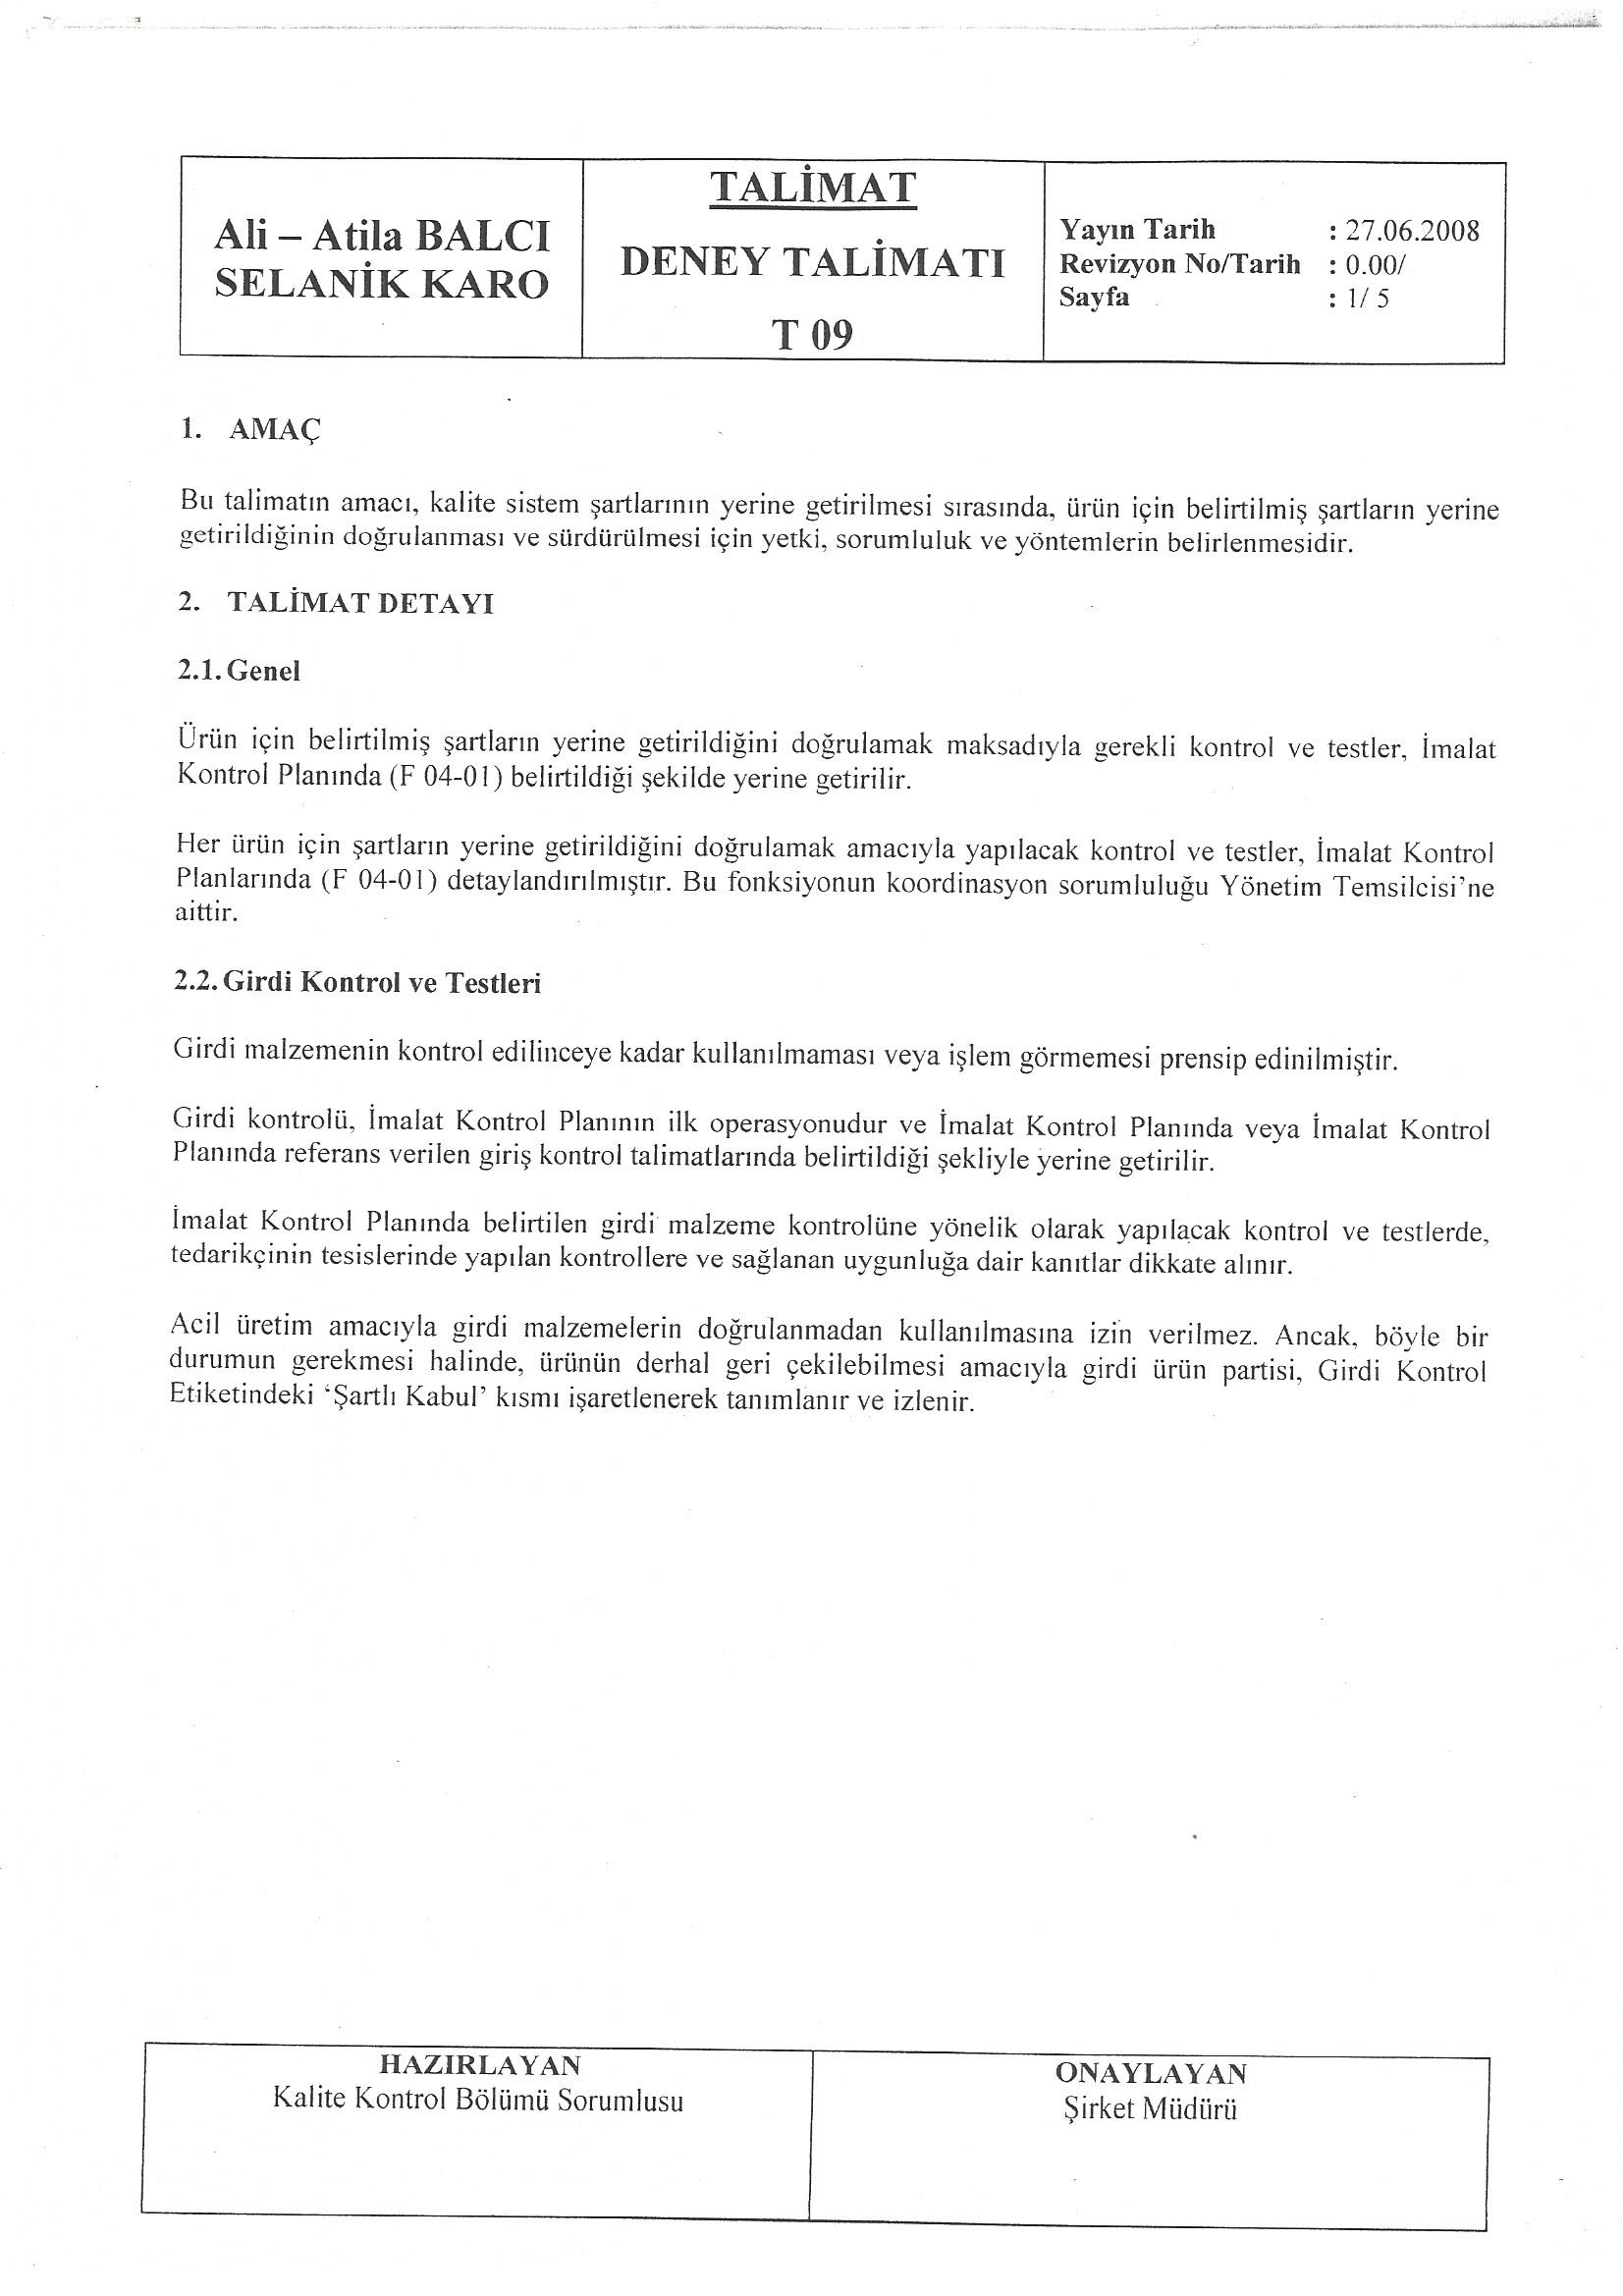 Ali – Atila BALCI
SELANİK KARO
TALİMAT
DENEY TALİMATI
T 09
Yayın Tarih : 27.06.2008
Revizyon No/Tarih : 0.00/
Sayfa : 1/ 5
1. AMAÇ
Bu talimatın amacı, kalite sistem şartlarının yerine getirilmesi sırasında, ürün için belirtilmiş şartların yerine
getirildiğinin doğrulanması ve sürdürülmesi için yetki, sorumluluk ve yöntemlerin belirlenmesidir.
2. TALİMAT DETAYI
2.1. Genel
Ürün için belirtilmiş şartların yerine getirildiğini doğrulamak maksadıyla gerekli kontrol ve testler, İmalat
Kontrol Planında (F 04-01) belirtildiği şekilde yerine getirilir.
Her ürün için şartların yerine getirildiğini doğrulamak amacıyla yapılacak kontrol ve testler, İmalat Kontrol
Planlarında (F 04-01) detaylandırılmıştır. Bu fonksiyonun koordinasyon sorumluluğu Yönetim Temsilcisi’ne
aittir.
2.2. Girdi Kontrol ve Testleri
Girdi malzemenin kontrol edilinceye kadar kullanılmaması veya işlem görmemesi prensip edinilmiştir.
Girdi kontrolü, İmalat Kontrol Planının ilk operasyonudur ve İmalat Kontrol Planında veya İmalat Kontrol
Planında referans verilen giriş kontrol talimatlarında belirtildiği şekliyle yerine getirilir.
İmalat Kontrol Planında belirtilen girdi malzeme kontrolüne yönelik olarak yapılacak kontrol ve testlerde,
tedarikçinin tesislerinde yapılan kontrollere ve sağlanan uygunluğa dair kanıtlar dikkate alınır.
Acil üretim amacıyla girdi malzemelerin doğrulanmadan kullanılmasına izin verilmez. Ancak, böyle bir
durumun gerekmesi halinde, ürünün derhal geri çekilebilmesi amacıyla girdi ürün partisi, Girdi Kontrol
Etiketindeki ‘Şartlı Kabul’ kısmı işaretlenerek tanımlanır ve izlenir.
HAZIRLAYAN
Kalite Kontrol Bölümü Sorumlusu
ONAYLAYAN
Şirket Müdürü